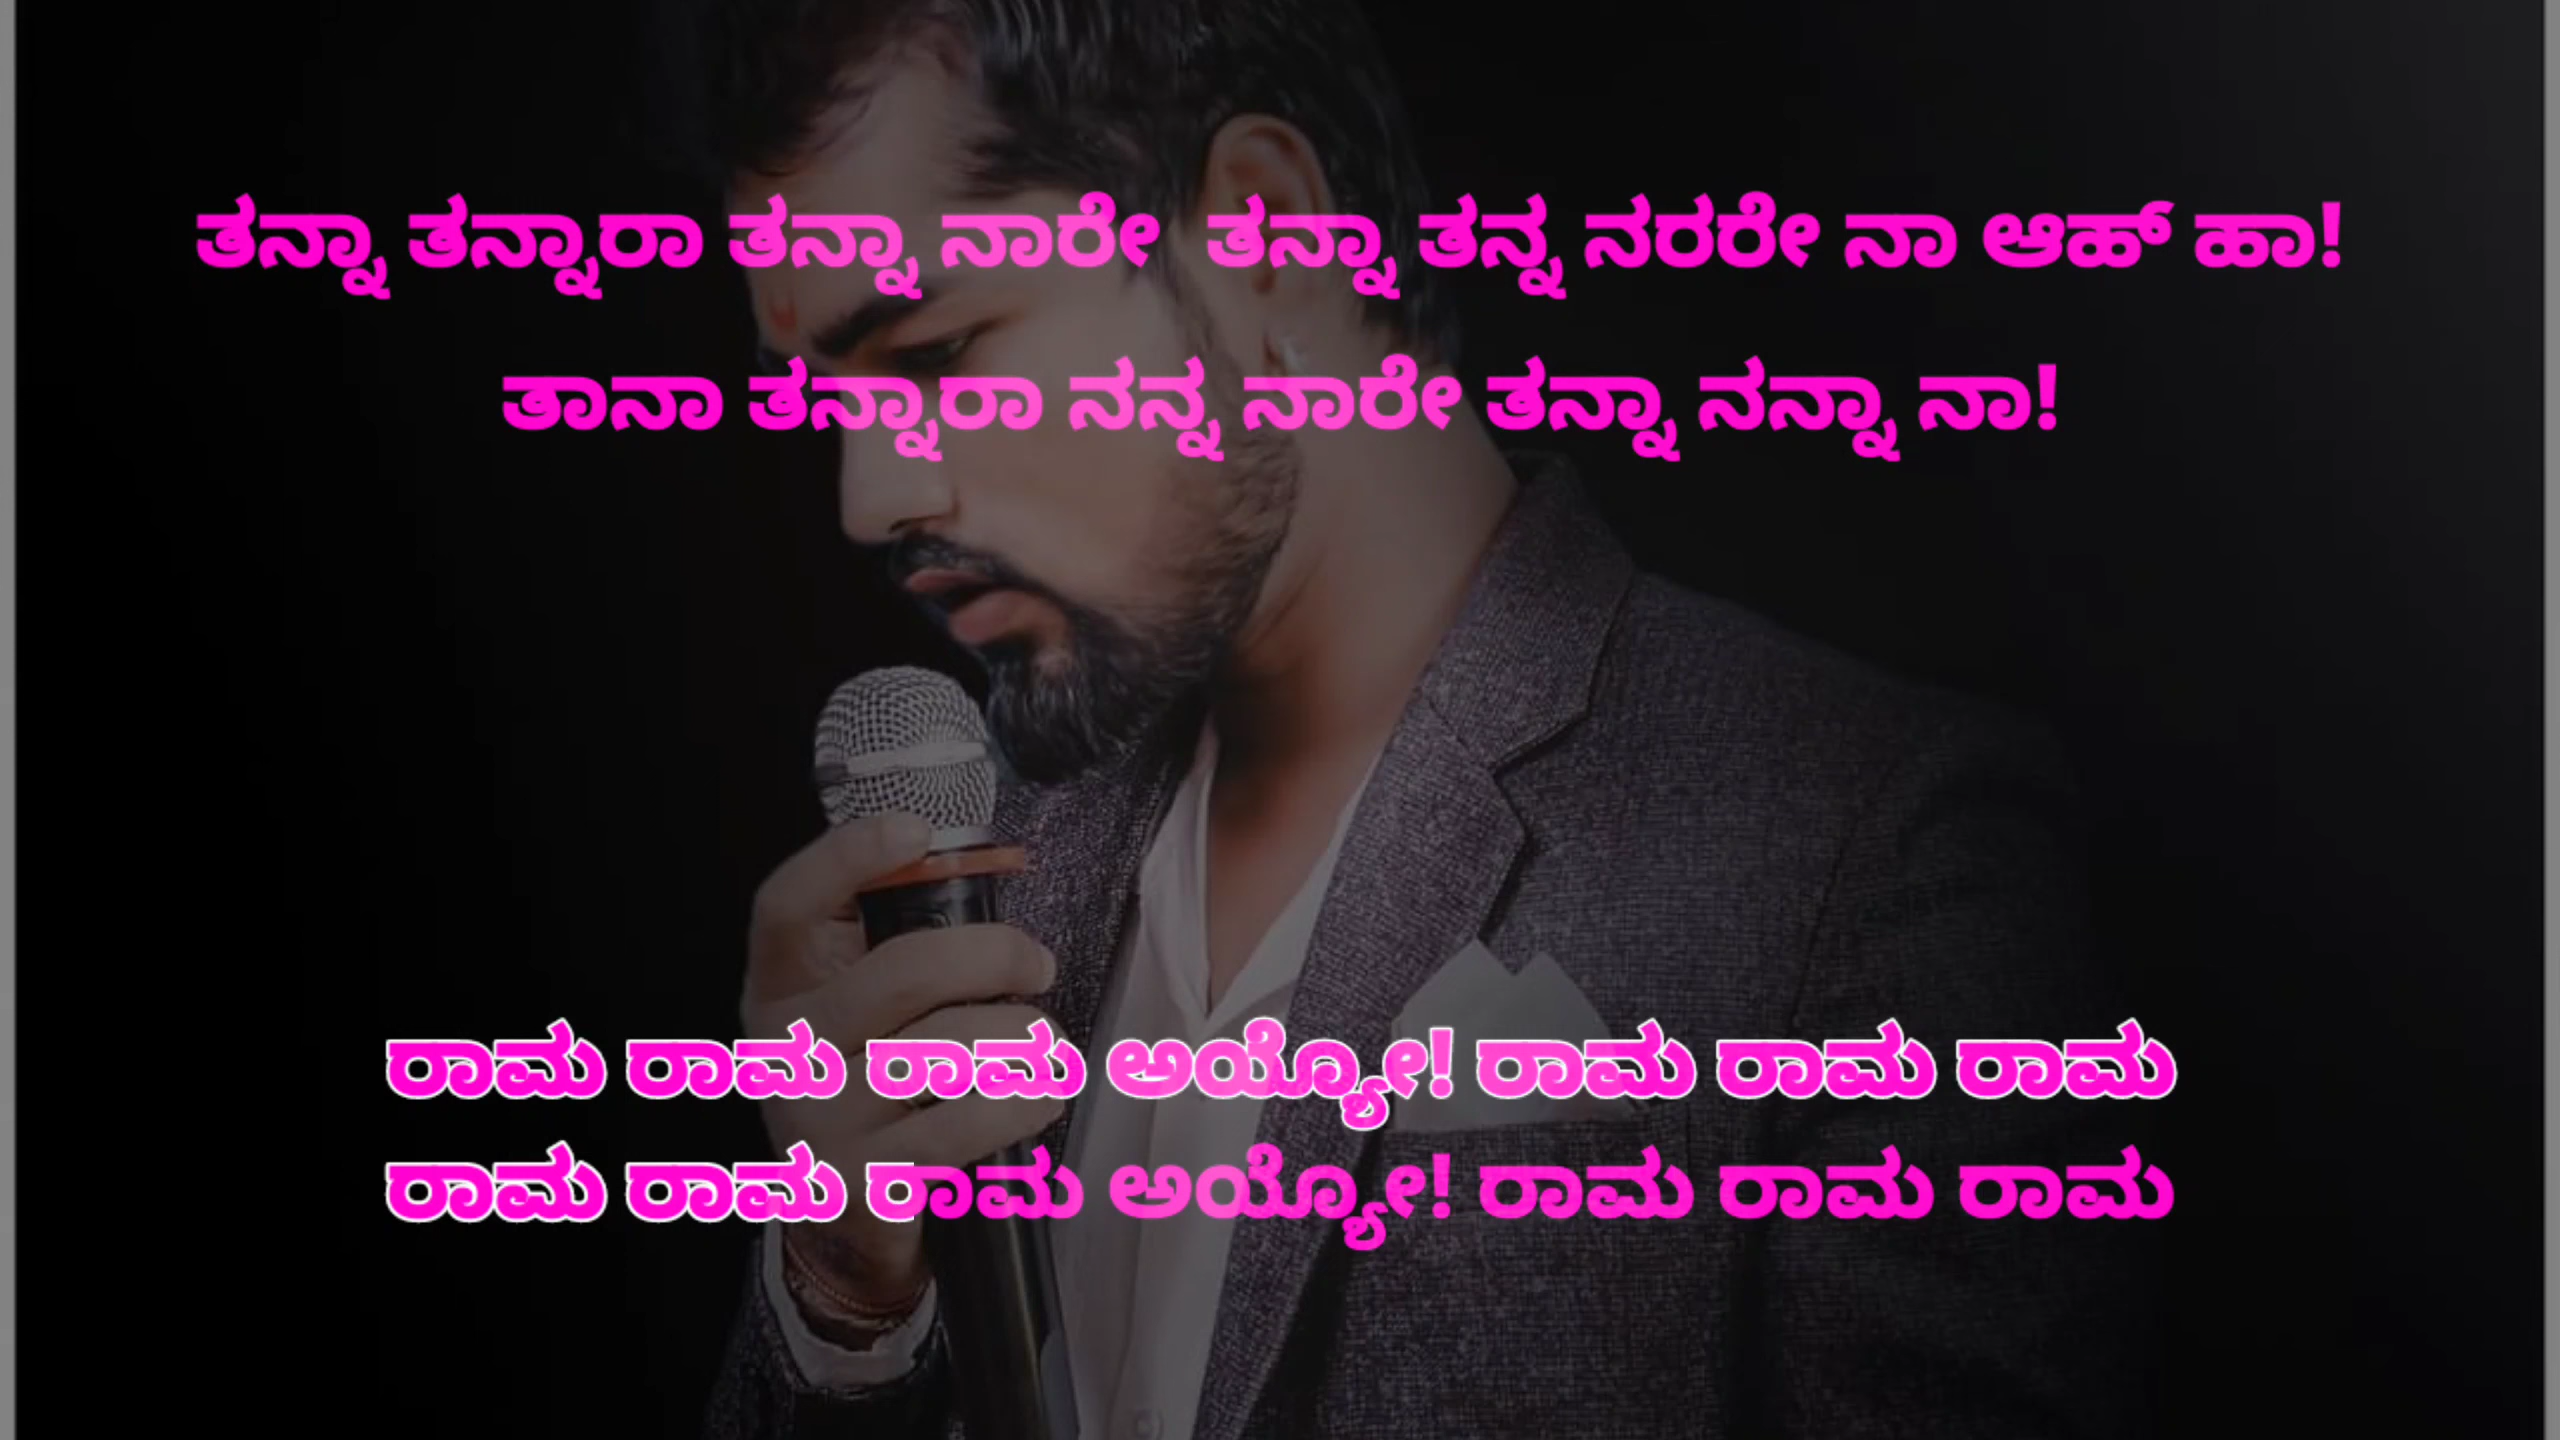 ತನ್ನಾ ತನ್ನಾರಾ ತನ್ನಾ ನಾರೇ ತನ್ನಾ ತನ್ನ ನರರೇ ನಾ ಆಹ್ ಹಾ!
ತಾನಾ ತನ್ನಾರಾ ನನ್ನ ನಾರೇ ತನ್ನಾ ನನ್ನಾ ನಾ!
ರಾಮ ರಾಮ ರಾಮ ಅಯ್ಯೋ! ರಾಮ ರಾಮ ರಾಮ
ರಾಮ ರಾಮ ರಾಮ ಅಯ್ಯೋ! ರಾಮ ರಾಮ ರಾಮ